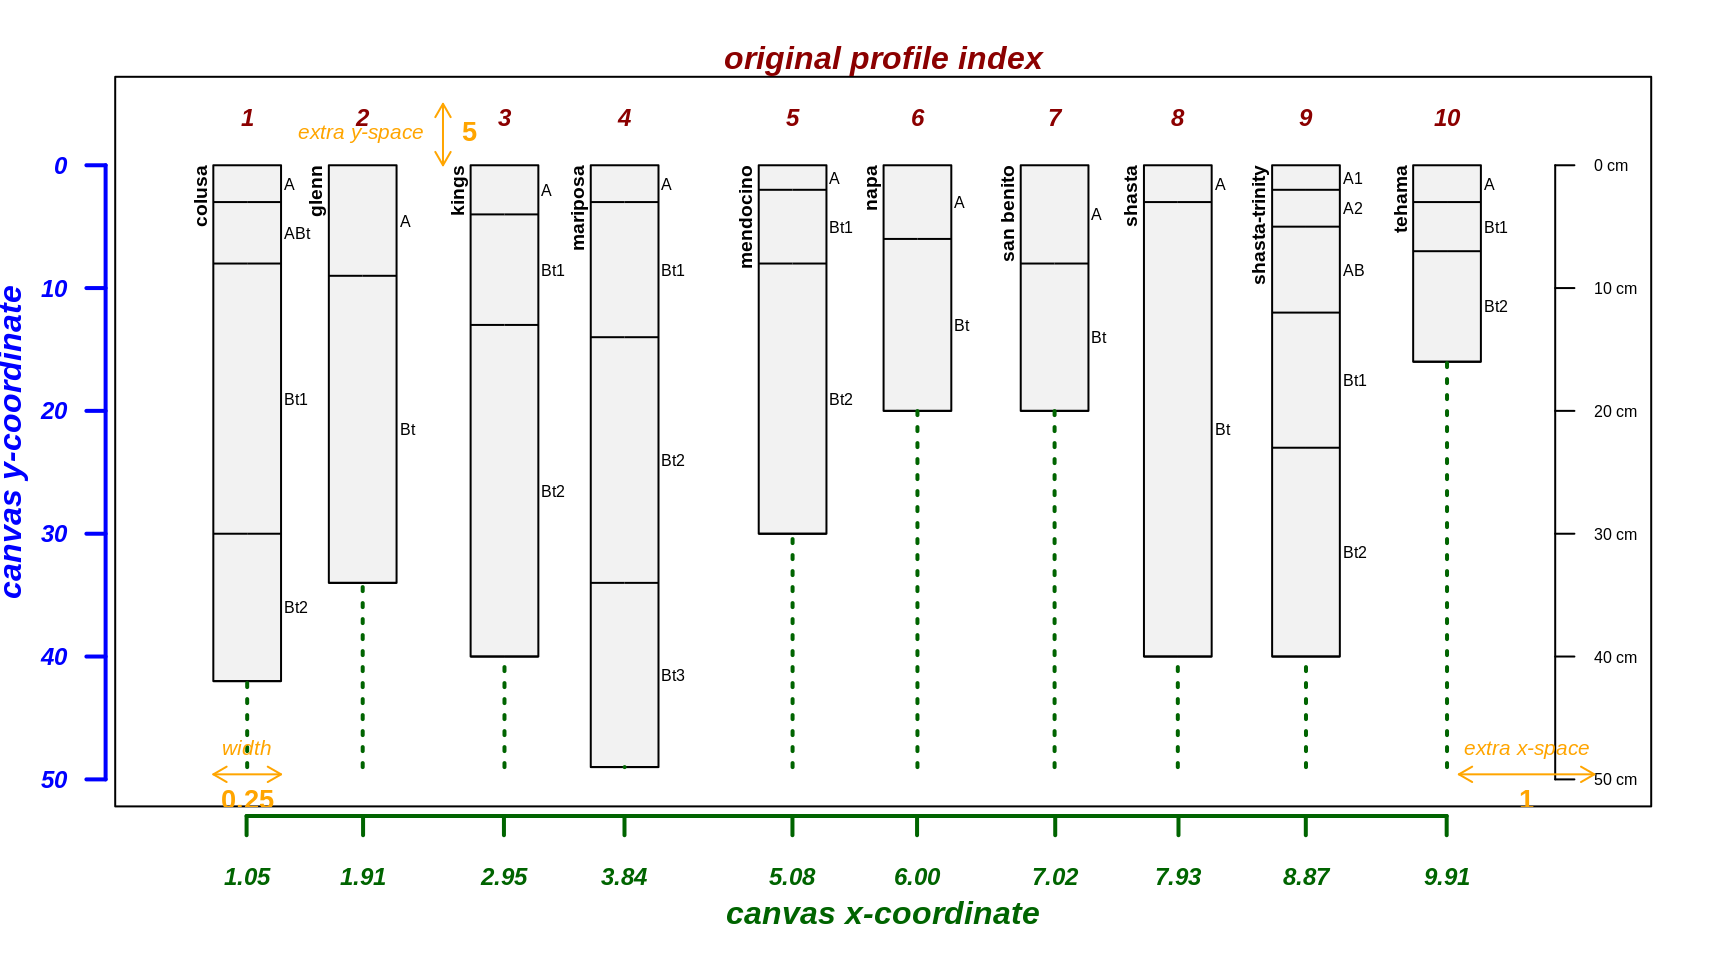 original profile index
1 2 3 4 5 6 7 8 9 10
extra y-space 5
canvas y-coordinate
0
10
20
30
40
50
colusa
A
ABt
Bt1
Bt2
glenn
A
Bt
kings
A
Bt1
Bt2
mariposa
A
Bt1
Bt2
Bt3
mendocino
A
Bt1
Bt2
napa
A
Bt
san benito
A
Bt
shasta
A
Bt
shasta-trinity
A1
A2
AB
Bt1
Bt2
tehama
A
Bt1
Bt2
0 cm
10 cm
20 cm
30 cm
40 cm
50 cm
width
0.25
extra x-space
1
1.05 1.91 2.95 3.84 5.08 6.00 7.02 7.93 8.87 9.91
canvas x-coordinate